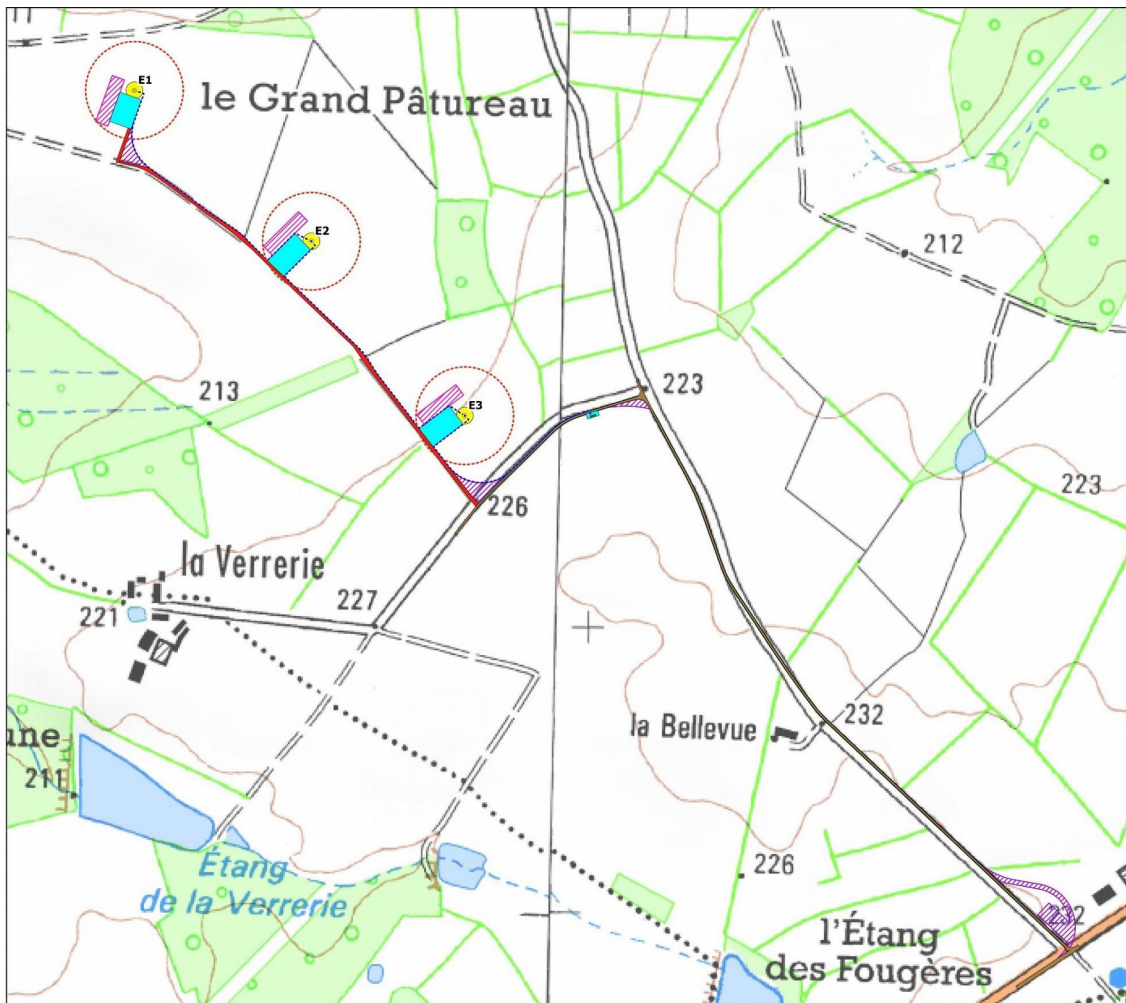 11
E1
le Grand Pâtureau
E2
212
223
213
E3
223
226
la Verrerie
227
221
232
la Bellevue
une
211
Étang
de la Verrerie
226
l'Étang
des Fougères